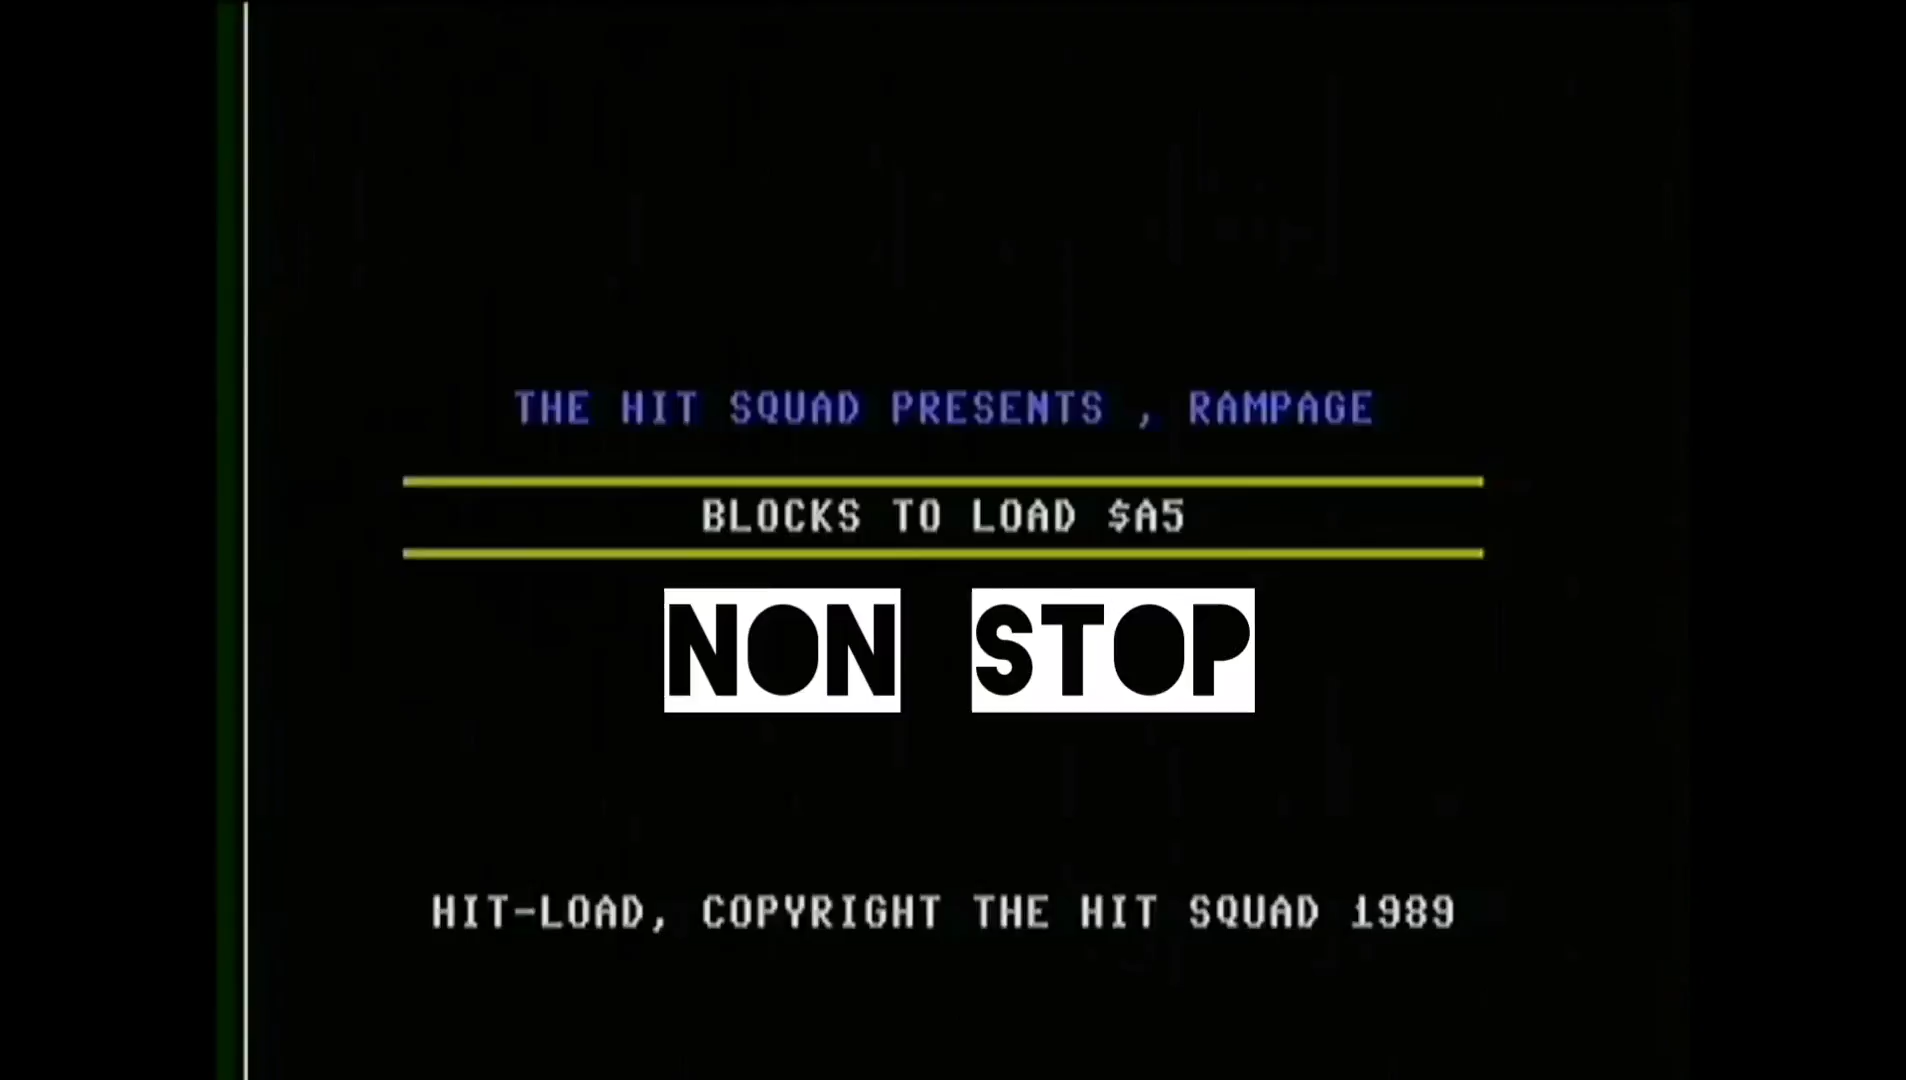 THE HIT SQUAD PRESENTS , RAMPAGE
BLOCKS TO LOAD $A5
NON STOP
HIT-LOAD, COPYRIGHT THE HIT SQUAD 1989